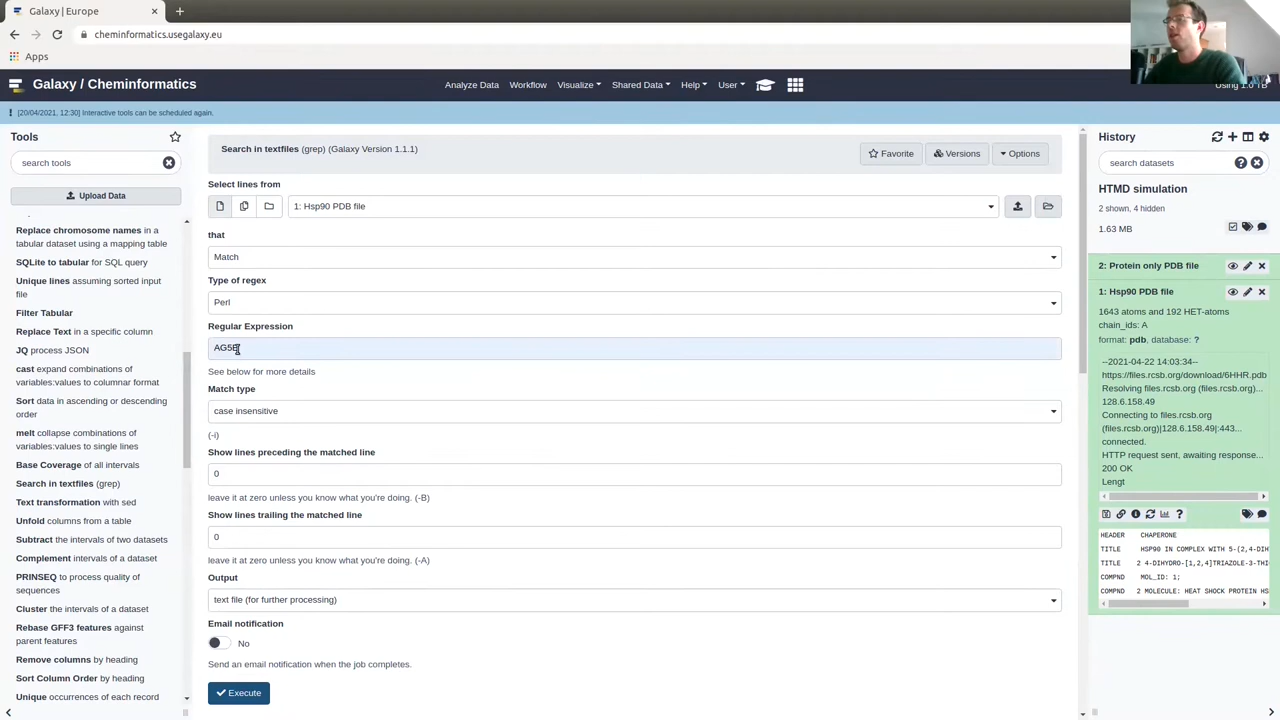 Galaxy | Europe
cheminformatics.usegalaxy.eu
Apps
Galaxy / Cheminformatics
Analyze Data Workflow Visualize Shared Data Help User
[20/04/2021, 12:30] Interactive tools can be scheduled again.
Tools
search tools
Upload Data
Replace chromosome names in a
tabular dataset using a mapping table
SQLite to tabular for SQL query
Unique lines assuming sorted input
file
Filter Tabular
Replace Text in a specific column
JQ process JSON
cast expand combinations of
variables:values to columnar format
Sort data in ascending or descending
order
melt collapse combinations of
variables:values to single lines
Base Coverage of all intervals
Search in textfiles (grep)
Text transformation with sed
Unfold columns from a table
Subtract the intervals of two datasets
Complement intervals of a dataset
PRINSEQ to process quality of
sequences
Cluster the intervals of a dataset
Rebase GFF3 features against
parent features
Remove columns by heading
Sort Column Order by heading
Unique occurrences of each record
Search in textfiles (grep) (Galaxy Version 1.1.1)
Favorite Versions Options
Select lines from
1: Hsp90 PDB file
that
Match
Type of regex
Perl
Regular Expression
AG5E
See below for more details
Match type
case insensitive
(-i)
Show lines preceding the matched line
0
leave it at zero unless you know what you're doing. (-B)
Show lines trailing the matched line
0
leave it at zero unless you know what you're doing. (-A)
Output
text file (for further processing)
Email notification
No
Send an email notification when the job completes.
Execute
History
search datasets
HTMD simulation
2 shown, 4 hidden
1.63 MB
2: Protein only PDB file
1: Hsp90 PDB file
1643 atoms and 192 HET-atoms
chain_ids: A
format: pdb, database: ?
--2021-04-22 14:03:34--
https://files.rcsb.org/download/6HHR.pdb
Resolving files.rcsb.org (files.rcsb.org)...
128.6.158.49
Connecting to files.rcsb.org
(files.rcsb.org)|128.6.158.49|:443...
connected.
HTTP request sent, awaiting response...
200 OK
Lengt
HEADER CHAPERONE
TITLE HSP90 IN COMPLEX WITH 5-(2,4-DIH
TITLE 2 4-DIHYDRO-[1,2,4]TRIAZOLE-3-THI
COMPND MOL_ID: 1;
COMPND 2 MOLECULE: HEAT SHOCK PROTEIN HS